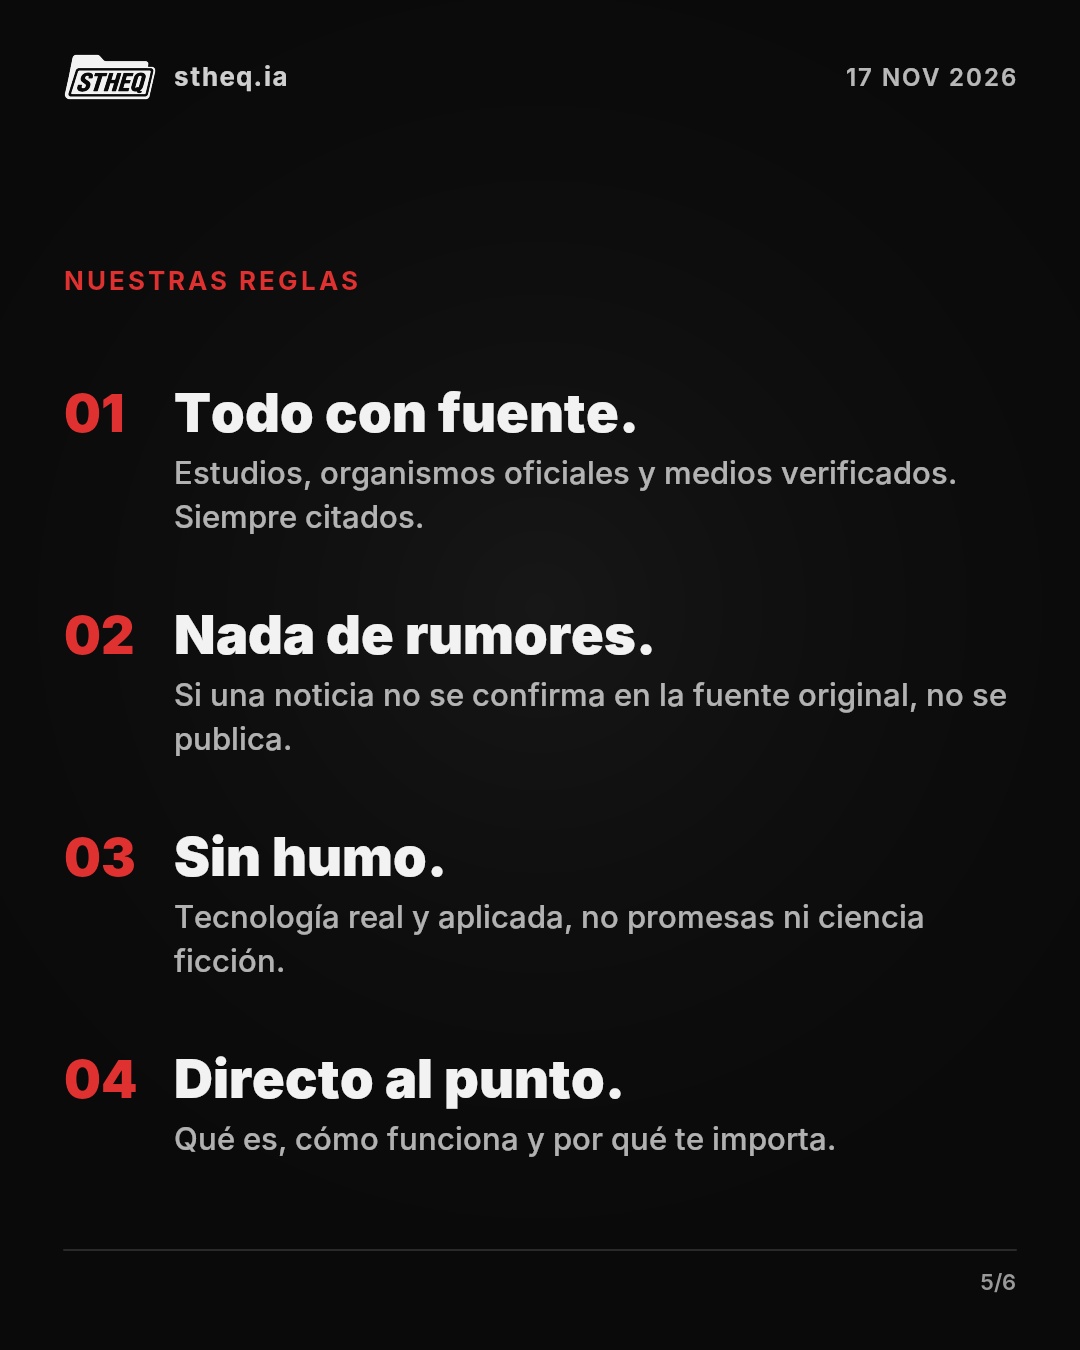 STHEQ stheq.ia
17 NOV 2026
NUESTRAS REGLAS
01 Todo con fuente.
Estudios, organismos oficiales y medios verificados.
Siempre citados.
02 Nada de rumores.
Si una noticia no se confirma en la fuente original, no se
publica.
03 Sin humo.
Tecnología real y aplicada, no promesas ni ciencia
ficción.
04 Directo al punto.
Qué es, cómo funciona y por qué te importa.
5/6